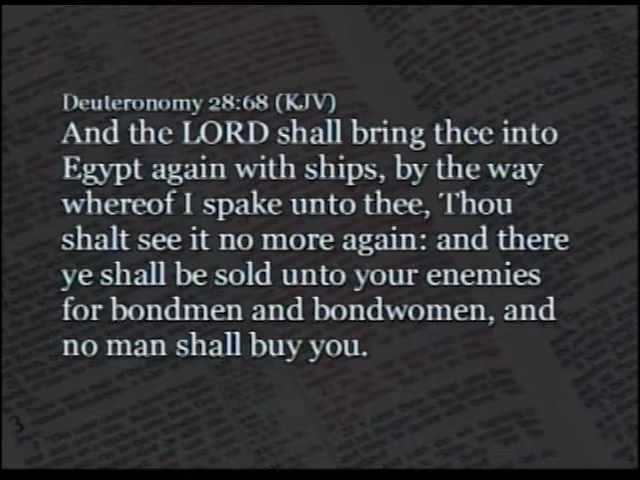 Deuteronomy 28:68 (KJV)
And the LORD shall bring thee into
Egypt again with ships, by the way
whereof I spake unto thee, Thou
shalt see it no more again: and there
ye shall be sold unto your enemies
for bondmen and bondwomen, and
no man shall buy you.